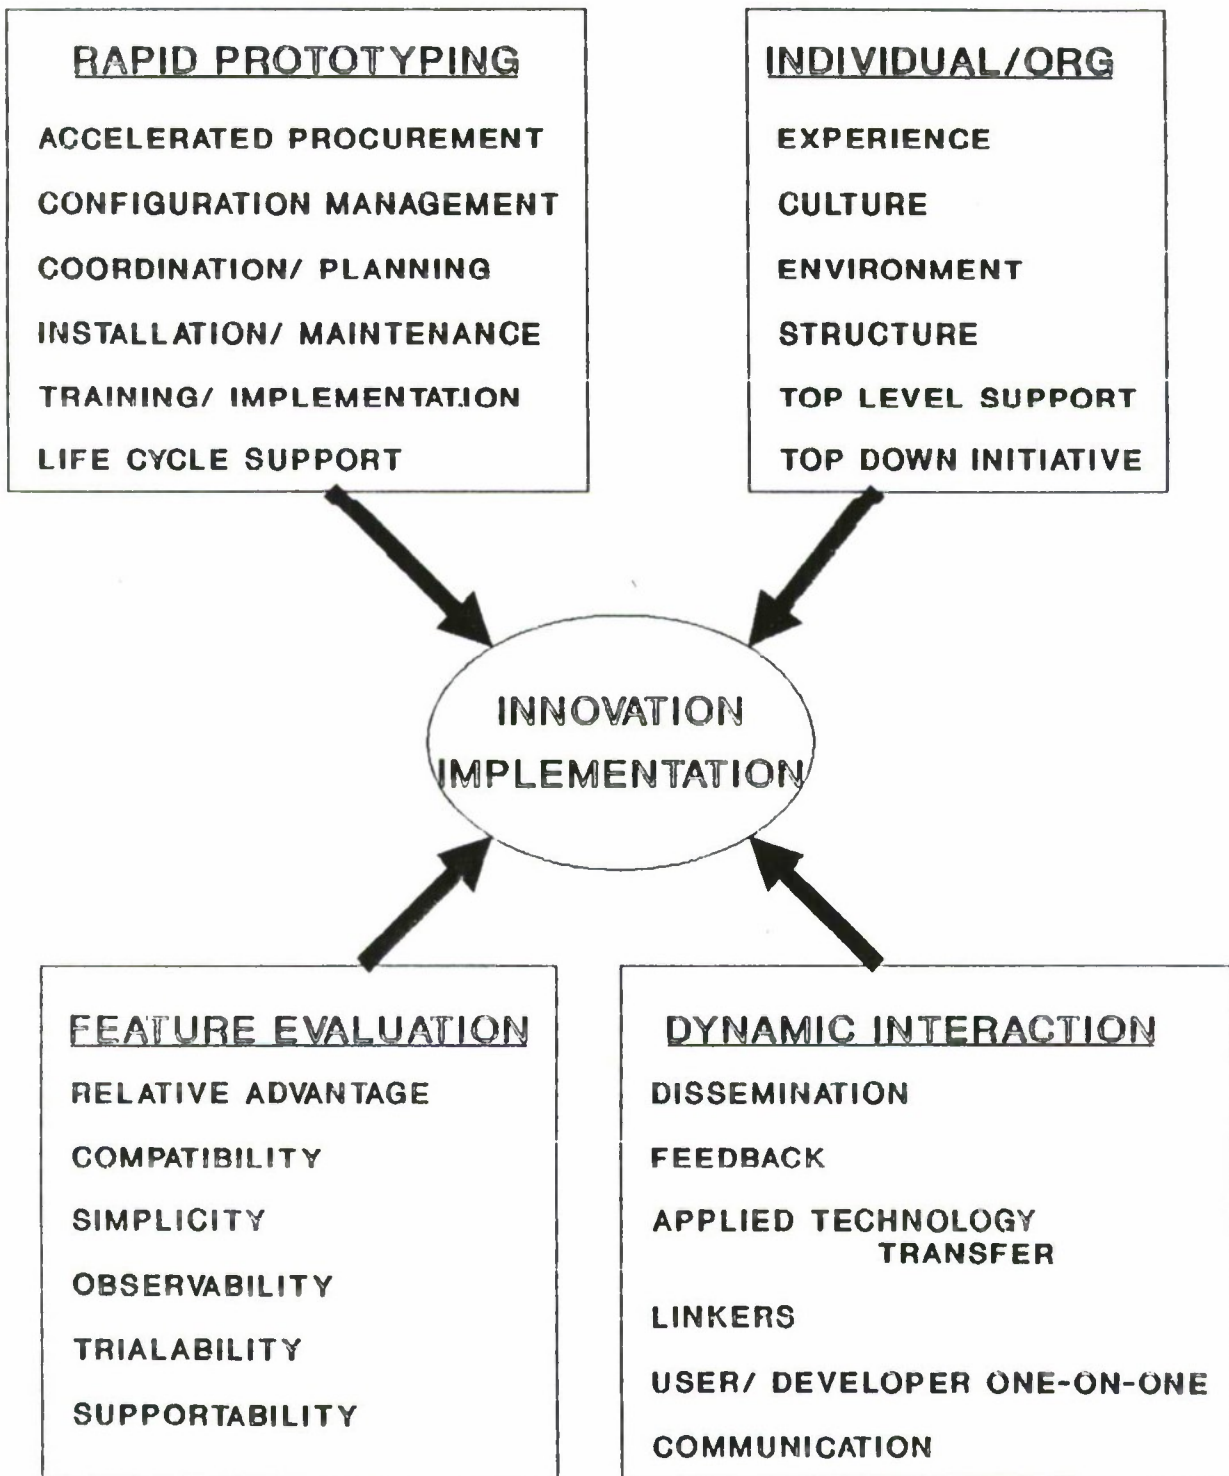 RAPID PROTOTYPING
ACCELERATED PROCUREMENT
CONFIGURATION MANAGEMENT
COORDINATION/ PLANNING
INSTALLATION/ MAINTENANCE
TRAINING/ IMPLEMENTATION
LIFE CYCLE SUPPORT
INDIVIDUAL/ORG
EXPERIENCE
CULTURE
ENVIRONMENT
STRUCTURE
TOP LEVEL SUPPORT
TOP DOWN INITIATIVE
INNOVATION
IMPLEMENTATION
FEATURE EVALUATION
RELATIVE ADVANTAGE
COMPATIBILITY
SIMPLICITY
OBSERVABILITY
TRIALABILITY
SUPPORTABILITY
DYNAMIC INTERACTION
DISSEMINATION
FEEDBACK
APPLIED TECHNOLOGY
TRANSFER
LINKERS
USER/ DEVELOPER ONE-ON-ONE
COMMUNICATION